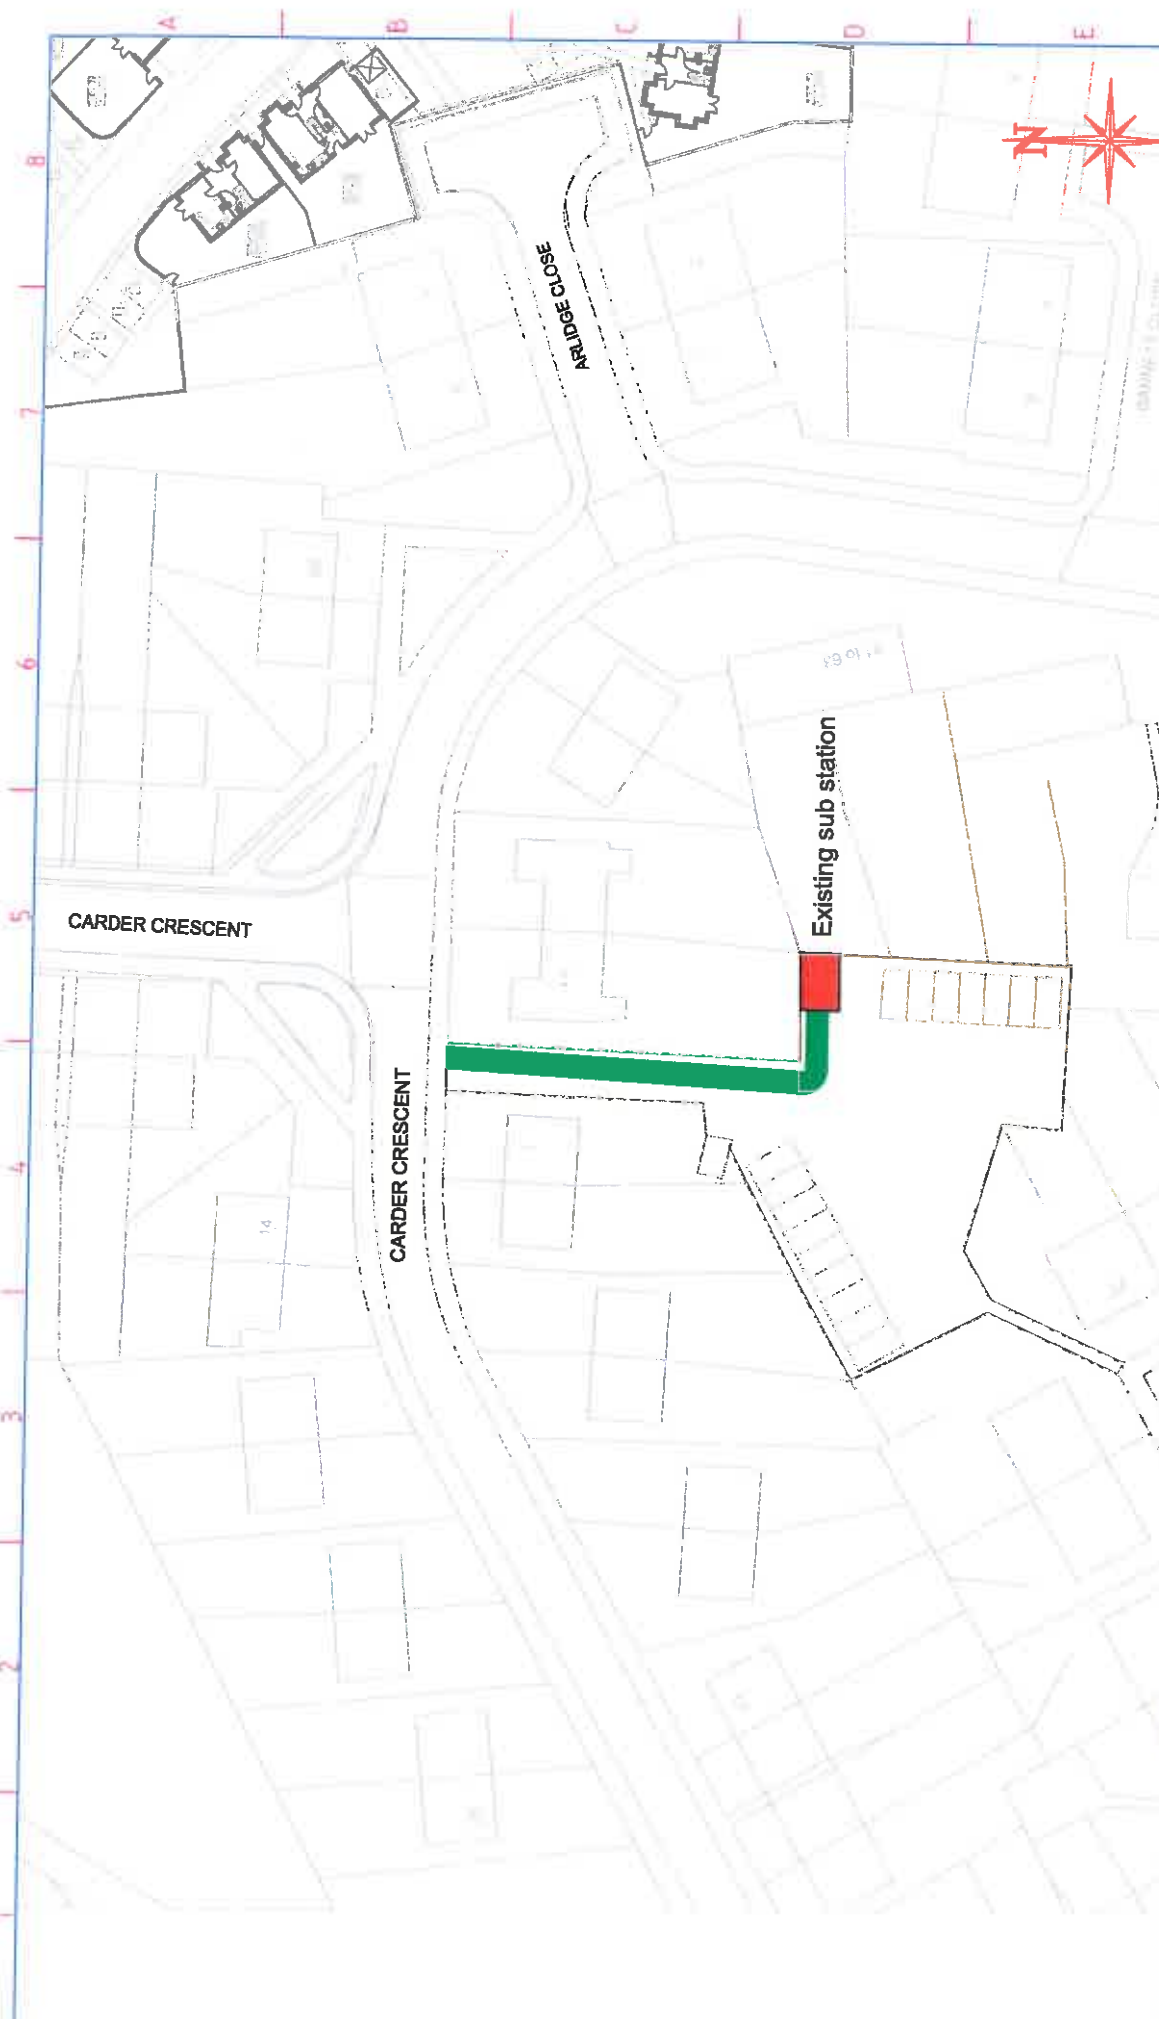 A
B
C
D
E
8
7
6
5
4
3
2
N
ARLIDGE CLOSE
CARDER CRESCENT
CARDER CRESCENT
Existing sub station
14